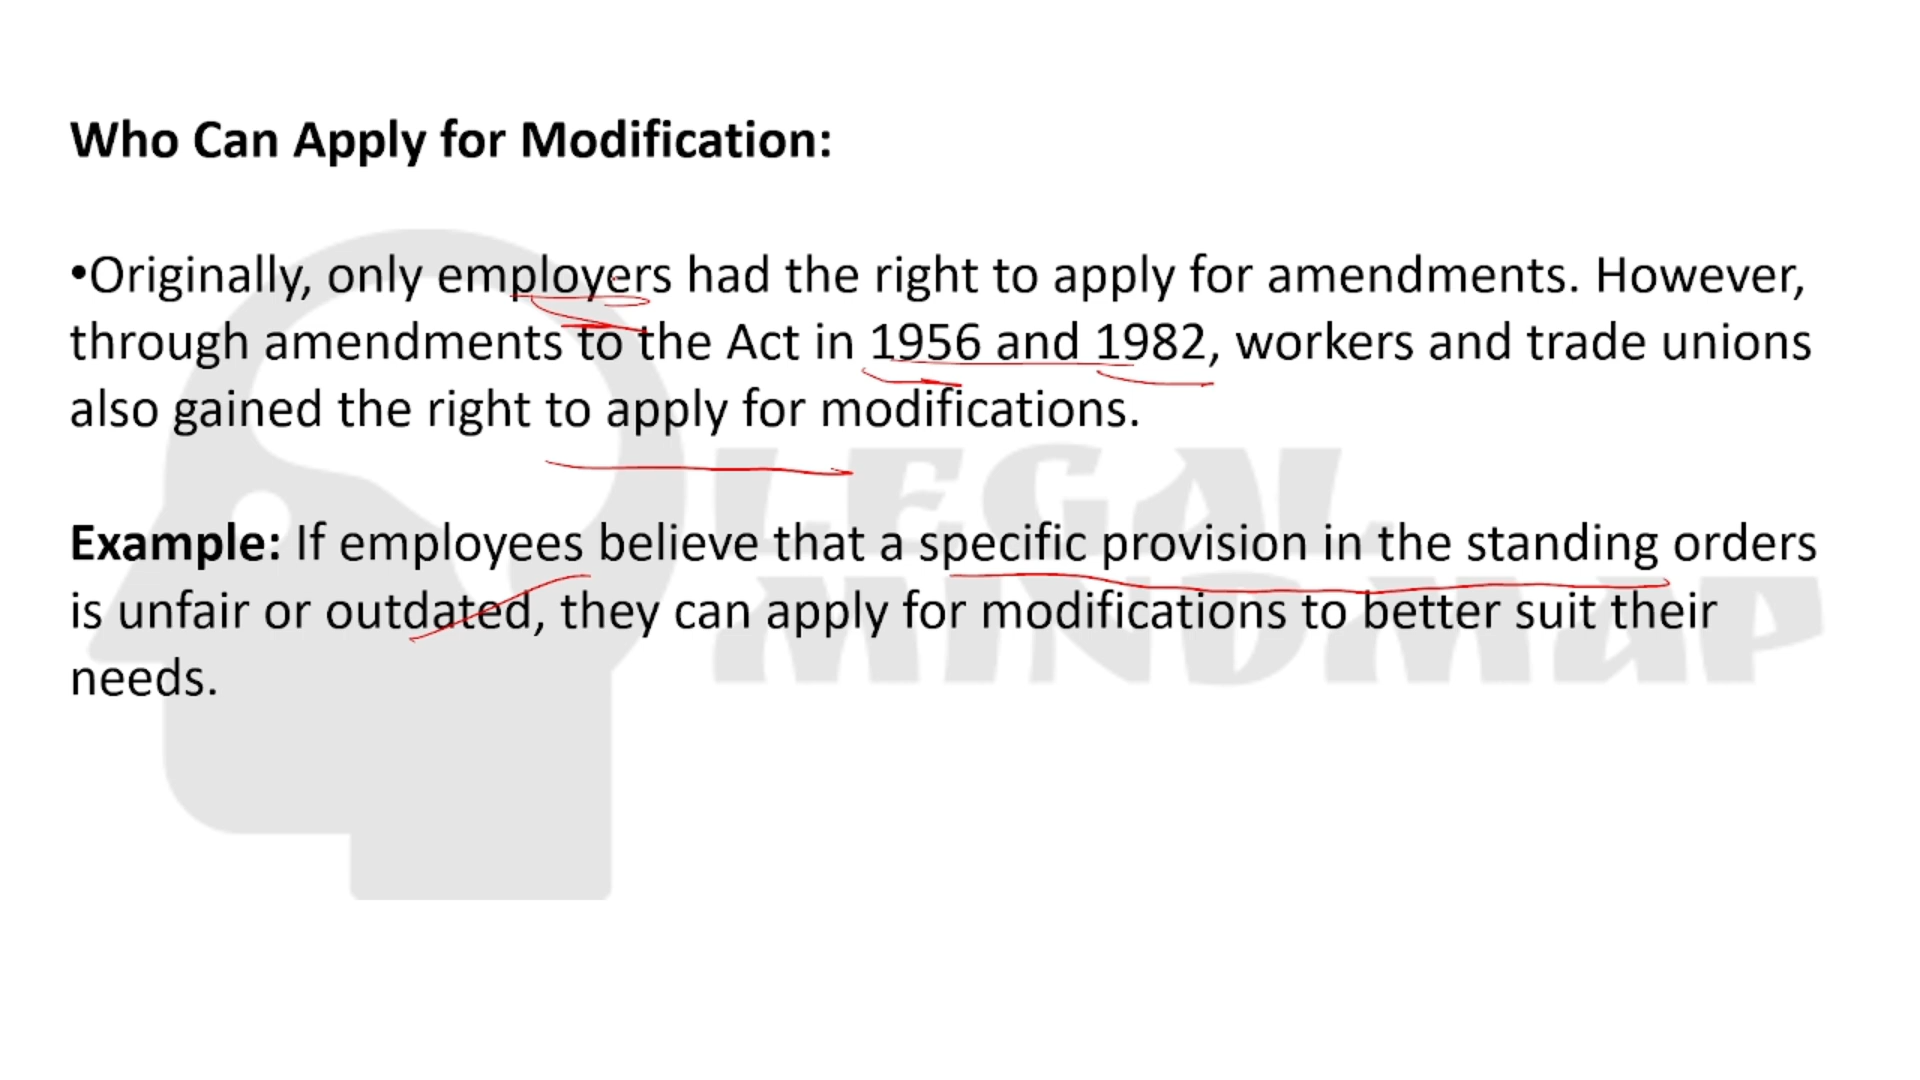 Who Can Apply for Modification:
•Originally, only employers had the right to apply for amendments. However,
through amendments to the Act in 1956 and 1982, workers and trade unions
also gained the right to apply for modifications.
Example: If employees believe that a specific provision in the standing orders
is unfair or outdated, they can apply for modifications to better suit their
needs.
LEGAL
MINDMAP